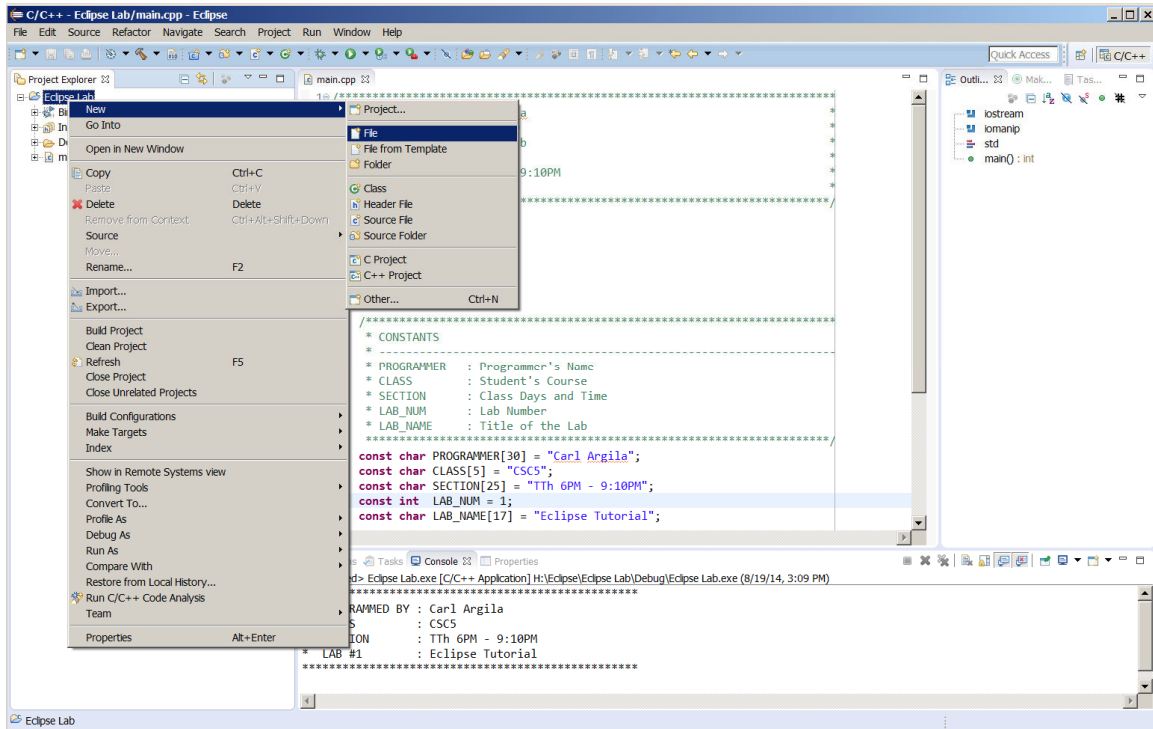 C/C++ - Eclipse Lab/main.cpp - Eclipse
File Edit Source Refactor Navigate Search Project Run Window Help
Quick Access C/C++
Project Explorer
Eclipse Lab
Bi
In
D
m
New
Go Into
Open in New Window
Copy Ctrl+C
Paste Ctrl+V
Delete Delete
Remove from Context Ctrl+Alt+Shift+Down
Source
Move...
Rename... F2
Import...
Export...
Build Project
Clean Project
Refresh F5
Close Project
Close Unrelated Projects
Build Configurations
Make Targets
Index
Show in Remote Systems view
Profiling Tools
Convert To...
Profile As
Debug As
Run As
Compare With
Restore from Local History...
Run C/C++ Code Analysis
Team
Properties Alt+Enter
Project...
File
File from Template
Folder
Class
Header File
Source File
Source Folder
C Project
C++ Project
Other... Ctrl+N
main.cpp
1
a
b
9:10PM
* CONSTANTS
* PROGRAMMER : Programmer's Name
* CLASS : Student's Course
* SECTION : Class Days and Time
* LAB_NUM : Lab Number
* LAB_NAME : Title of the Lab
const char PROGRAMMER[30] = "Carl Argila";
const char CLASS[5] = "CSC5";
const char SECTION[25] = "TTh 6PM - 9:10PM";
const int LAB_NUM = 1;
const char LAB_NAME[17] = "Eclipse Tutorial";
Outli... Mak... Tas...
iostream
iomanip
std
main() : int
s Tasks Console Properties
d> Eclipse Lab.exe [C/C++ Application] H:\Eclipse\Eclipse Lab\Debug\Eclipse Lab.exe (8/19/14, 3:09 PM)
RAMMED BY : Carl Argila
S : CSC5
ION : TTh 6PM - 9:10PM
* LAB #1 : Eclipse Tutorial
*************************************************
Eclipse Lab